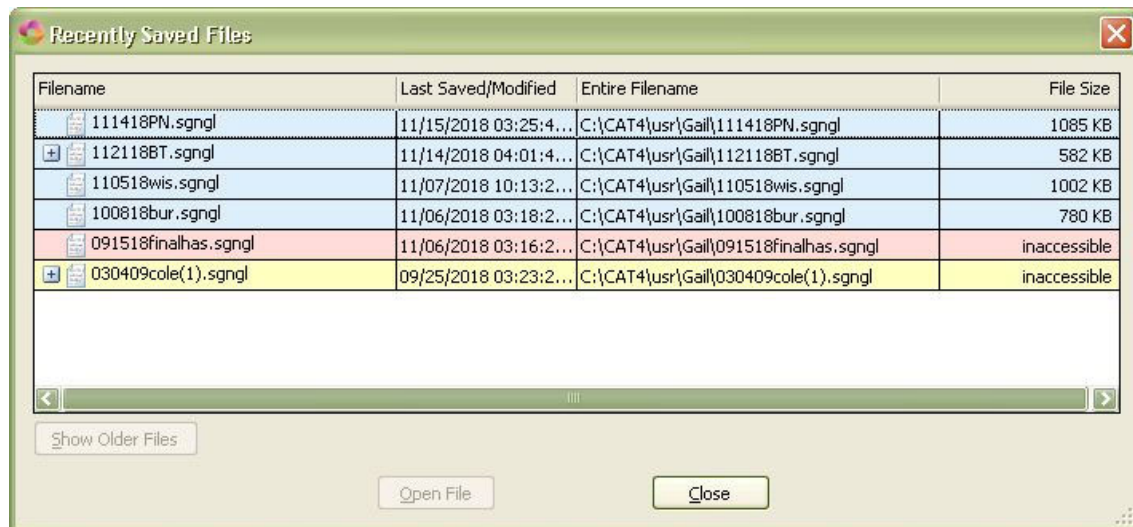 Recently Saved Files
Filename Last Saved/Modified Entire Filename File Size
111418PN.sgngl 11/15/2018 03:25:4... C:\CAT4\usr\Gail\111418PN.sgngl 1085 KB
112118BT.sgngl 11/14/2018 04:01:4... C:\CAT4\usr\Gail\112118BT.sgngl 582 KB
110518wis.sgngl 11/07/2018 10:13:2... C:\CAT4\usr\Gail\110518wis.sgngl 1002 KB
100818bur.sgngl 11/06/2018 03:18:2... C:\CAT4\usr\Gail\100818bur.sgngl 780 KB
091518finalhas.sgngl 11/06/2018 03:16:2... C:\CAT4\usr\Gail\091518finalhas.sgngl inaccessible
030409cole(1).sgngl 09/25/2018 03:23:2... C:\CAT4\usr\Gail\030409cole(1).sgngl inaccessible
Show Older Files
Open File Close